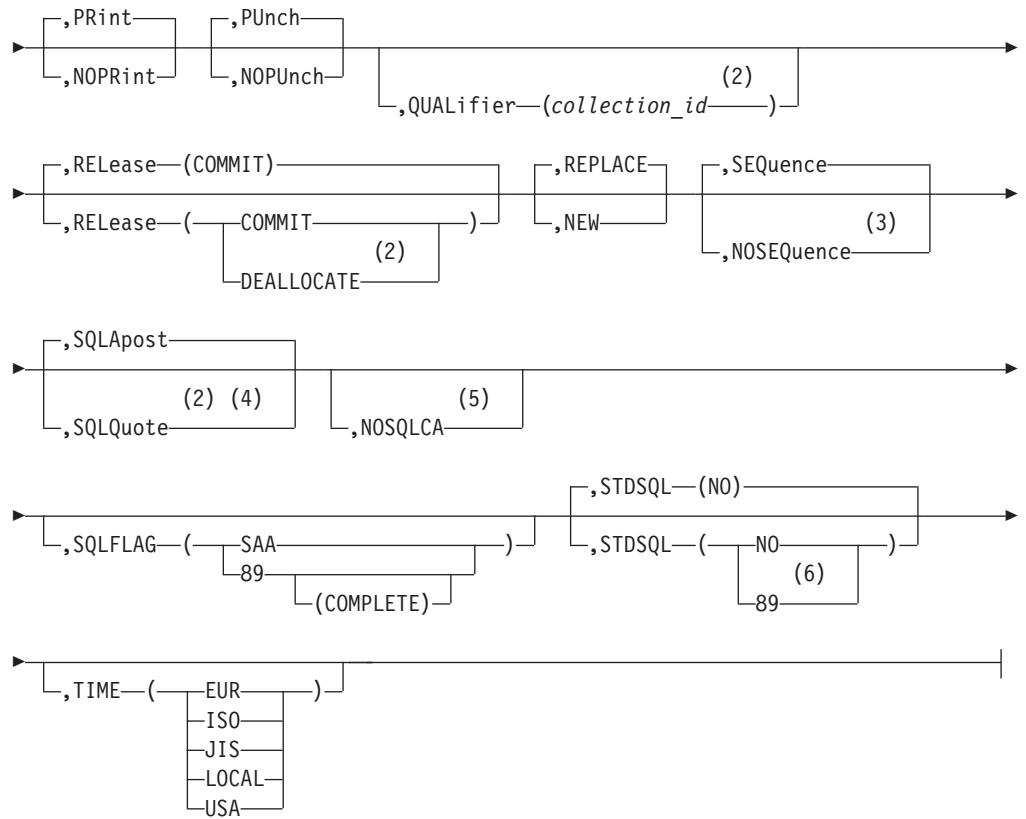 ,PRint ,PUnch
,NOPRint ,NOPUnch (2)
,QUALifier (collection_id )
,RELease (COMMIT) ,REPLACE ,SEQuence
,RELease ( COMMIT ) ,NEW (3)
(2) ,NOSEQuence
DEALLOCATE
,SQLApost
(2) (4) (5)
,SQLQuote ,NOSQLCA
,STDSQL (NO)
,SQLFLAG ( SAA ) ,STDSQL ( NO )
89 (6)
(COMPLETE) 89
,TIME ( EUR )
ISO
JIS
LOCAL
USA